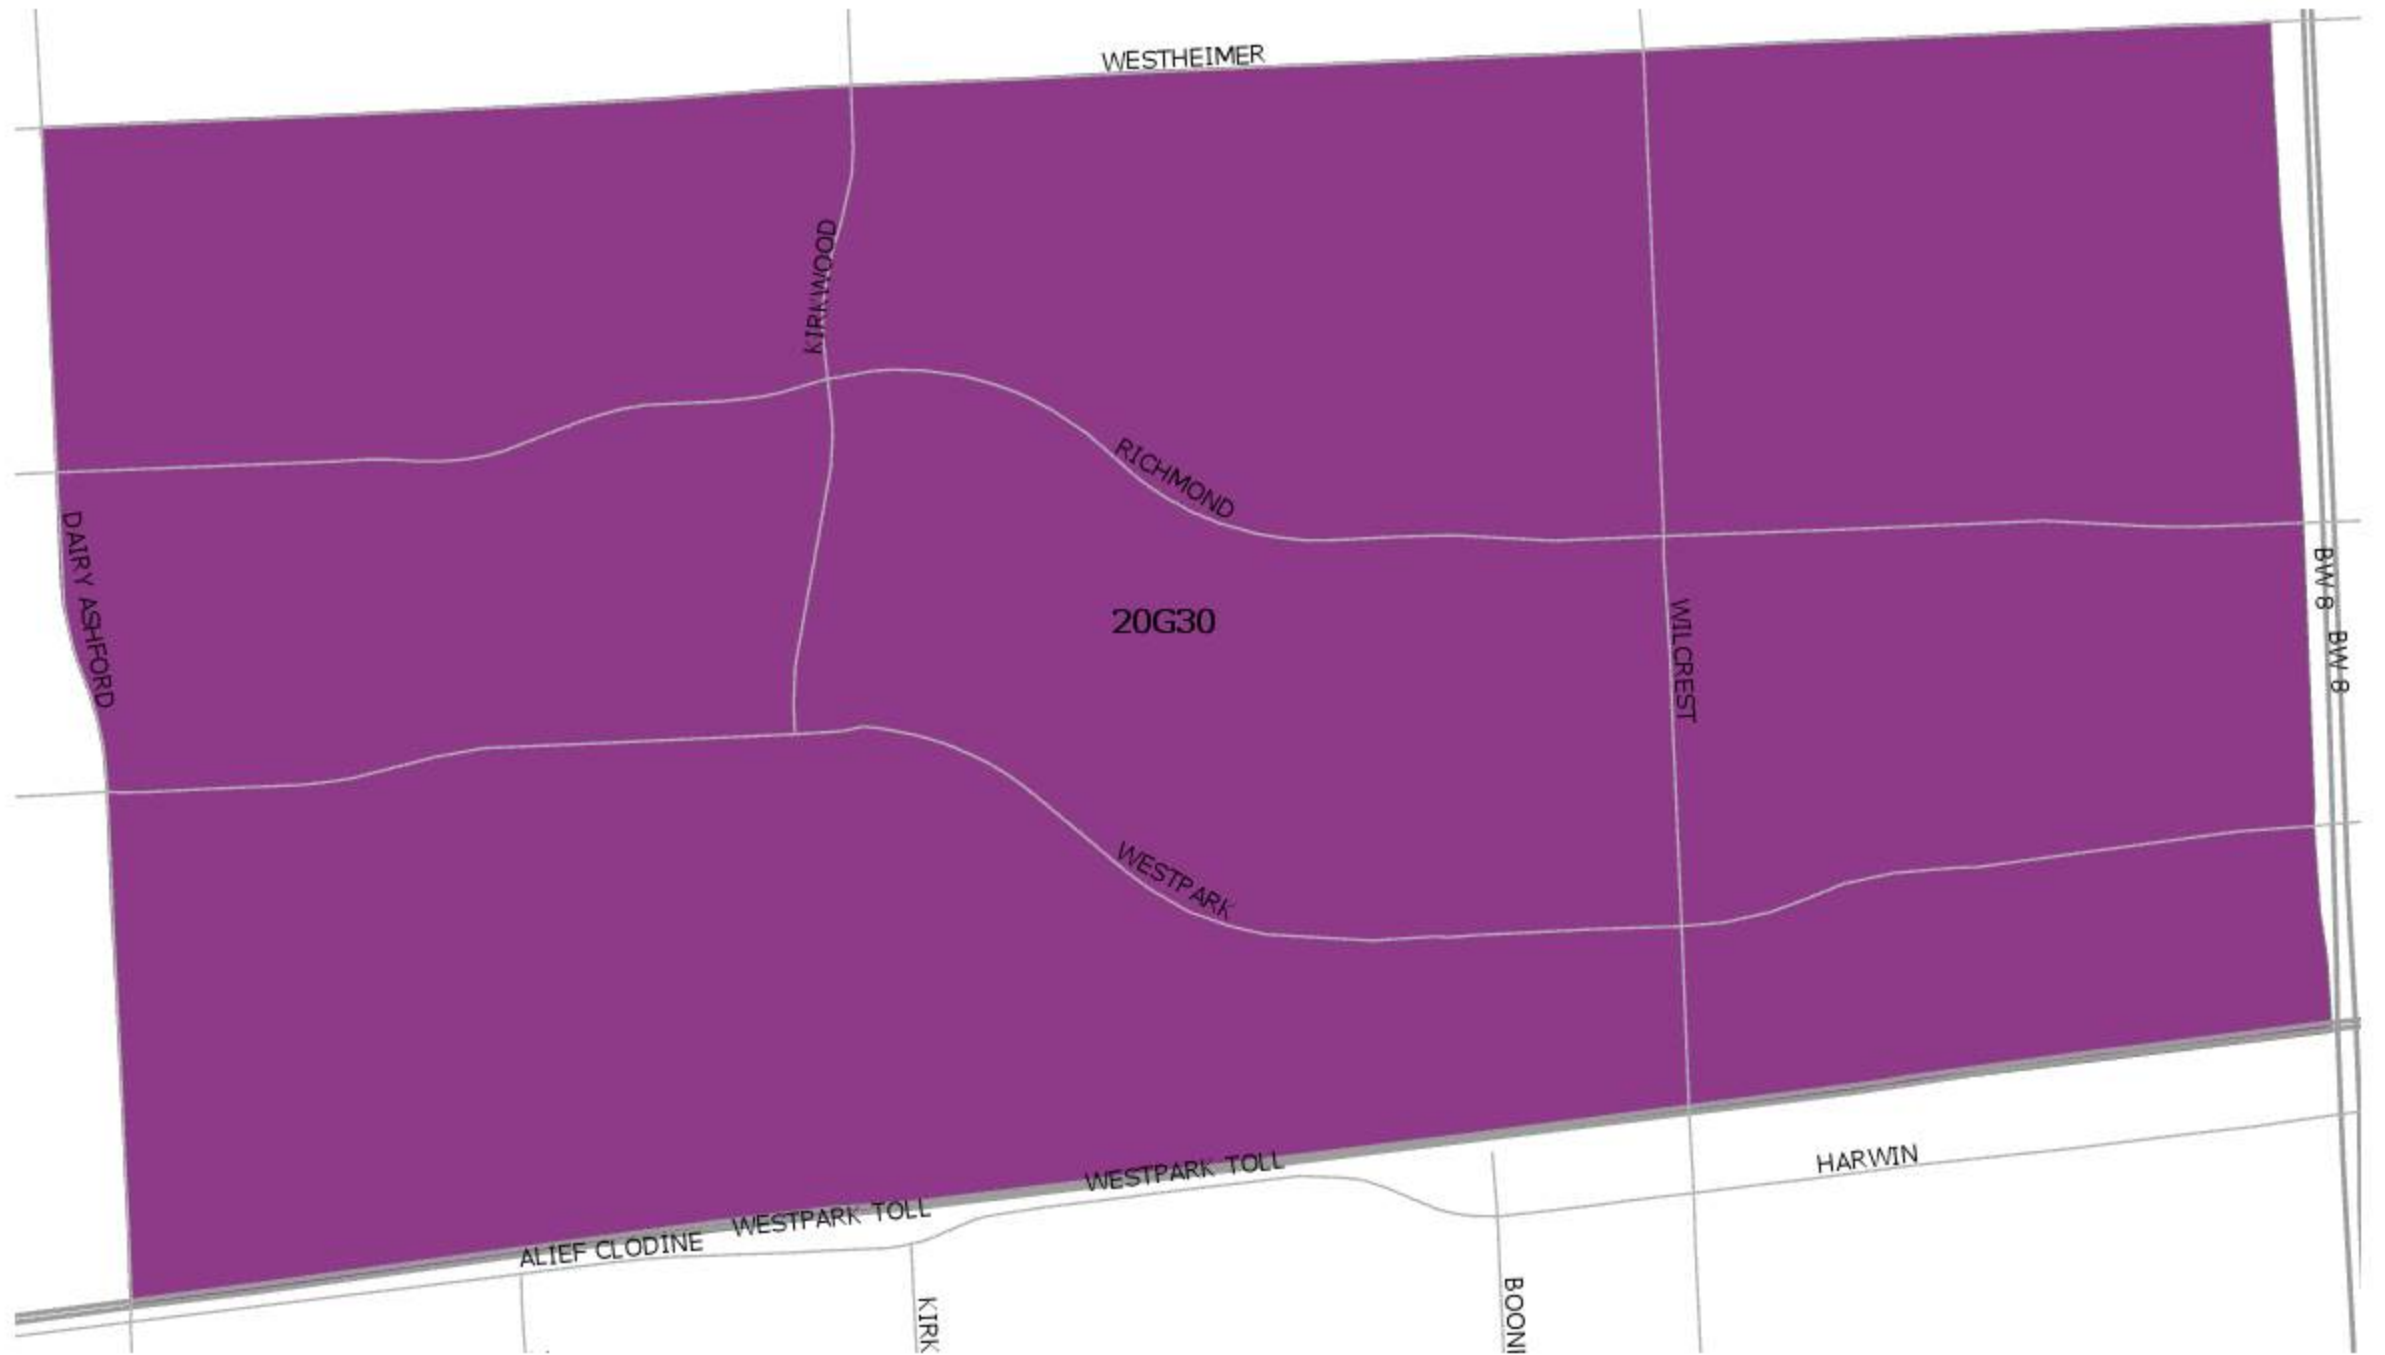 WESTHEIMER
KIRKWOOD
RICHMOND
DAIRY ASHFORD
BW 8
BW 8
20G30
WILCREST
WESTPARK
WESTPARK TOLL
HARWIN
WESTPARK TOLL
ALIEF CLODINE
KIRK
BOON